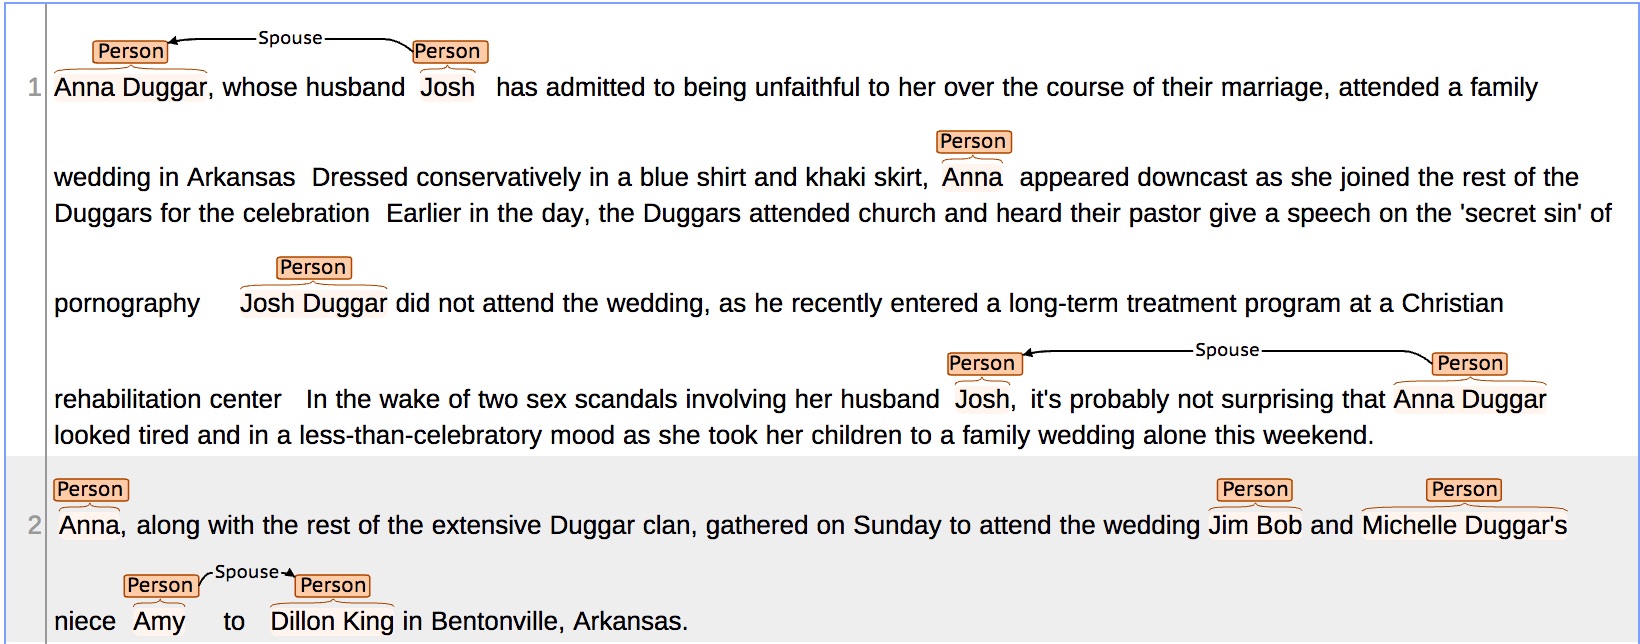 Spouse
Person Person
1 Anna Duggar, whose husband Josh has admitted to being unfaithful to her over the course of their marriage, attended a family
Person
wedding in Arkansas Dressed conservatively in a blue shirt and khaki skirt, Anna appeared downcast as she joined the rest of the
Duggars for the celebration Earlier in the day, the Duggars attended church and heard their pastor give a speech on the 'secret sin' of
Person
pornography Josh Duggar did not attend the wedding, as he recently entered a long-term treatment program at a Christian
Spouse
Person Person
rehabilitation center In the wake of two sex scandals involving her husband Josh, it's probably not surprising that Anna Duggar
looked tired and in a less-than-celebratory mood as she took her children to a family wedding alone this weekend.
Person Person Person
2 Anna, along with the rest of the extensive Duggar clan, gathered on Sunday to attend the wedding Jim Bob and Michelle Duggar's
Spouse
Person Person
niece Amy to Dillon King in Bentonville, Arkansas.